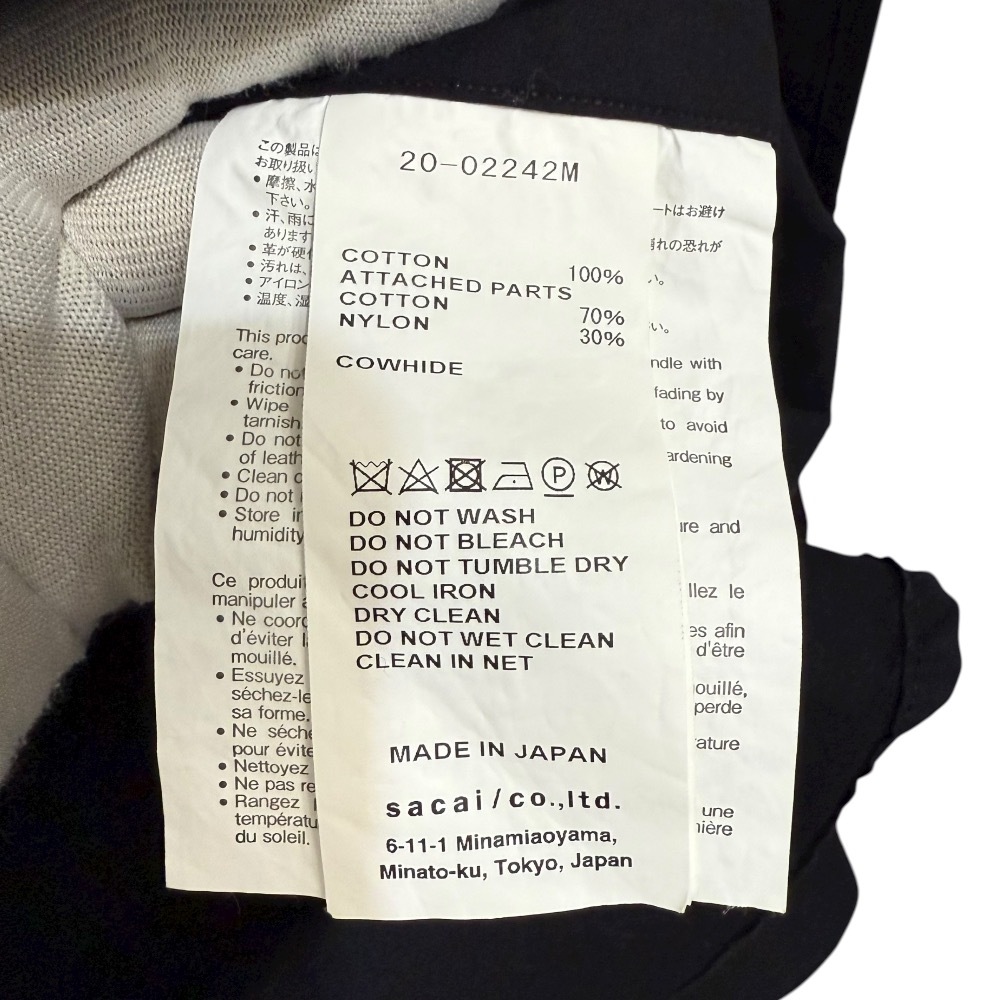 20-02242M
COTTON 100%
ATTACHED PARTS
COTTON 70%
NYLON 30%
COWHIDE
P
W
DO NOT WASH
DO NOT BLEACH
DO NOT TUMBLE DRY
COOL IRON
DRY CLEAN
DO NOT WET CLEAN
CLEAN IN NET
MADE IN JAPAN
sacai/co.,ltd.
6-11-1 Minamiaoyama,
Minato-ku, Tokyo, Japan
この製品は
お取り扱い
• 摩擦、水
下さい。
• 汗、雨に
あります
• 革が硬化
• 汚れは、
• アイロン
• 温度、湿
This prod
care.
• Do not
friction
• Wipe
tarnish
• Do not
of leath
• Clean
• Do not
• Store in
humidity
Ce produit
manipuler
• Ne
d'éviter
mouillé.
• Essuyez
séchez-le
sa forme.
• Ne séch
pour évite
• Nettoyez
• Ne pas re
• Rangez
températu
du soleil.
ートはお避け
れの恐れが
い。
い。
ndle with
fading by
to avoid
ardening
ure and
llez le
es afin
d'être
ouillé,
perde
ature
une
ière